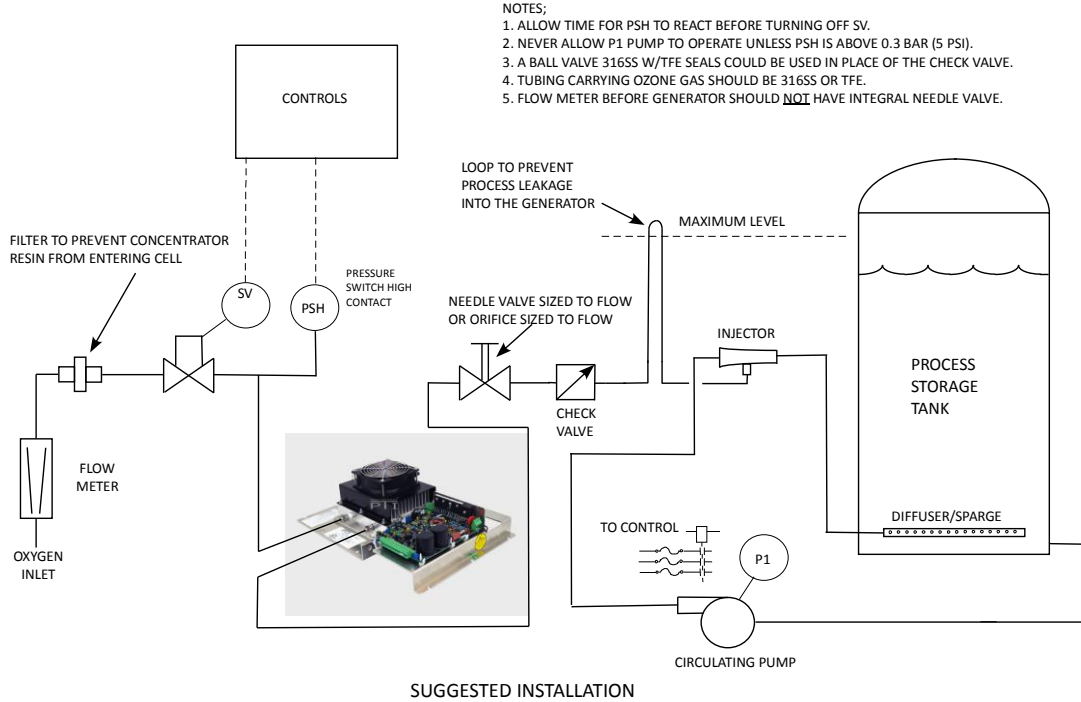 NOTES;
1. ALLOW TIME FOR PSH TO REACT BEFORE TURNING OFF SV.
2. NEVER ALLOW P1 PUMP TO OPERATE UNLESS PSH IS ABOVE 0.3 BAR (5 PSI).
3. A BALL VALVE 316SS W/TFE SEALS COULD BE USED IN PLACE OF THE CHECK VALVE.
4. TUBING CARRYING OZONE GAS SHOULD BE 316SS OR TFE.
5. FLOW METER BEFORE GENERATOR SHOULD NOT HAVE INTEGRAL NEEDLE VALVE.
CONTROLS
LOOP TO PREVENT
PROCESS LEAKAGE
INTO THE GENERATOR
MAXIMUM LEVEL
FILTER TO PREVENT CONCENTRATOR
RESIN FROM ENTERING CELL
SV
PSH
PRESSURE
SWITCH HIGH
CONTACT
NEEDLE VALVE SIZED TO FLOW
OR ORIFICE SIZED TO FLOW
INJECTOR
PROCESS
STORAGE
TANK
CHECK
VALVE
FLOW
METER
OXYGEN
INLET
TO CONTROL
DIFFUSER/SPARGE
P1
CIRCULATING PUMP
SUGGESTED INSTALLATION